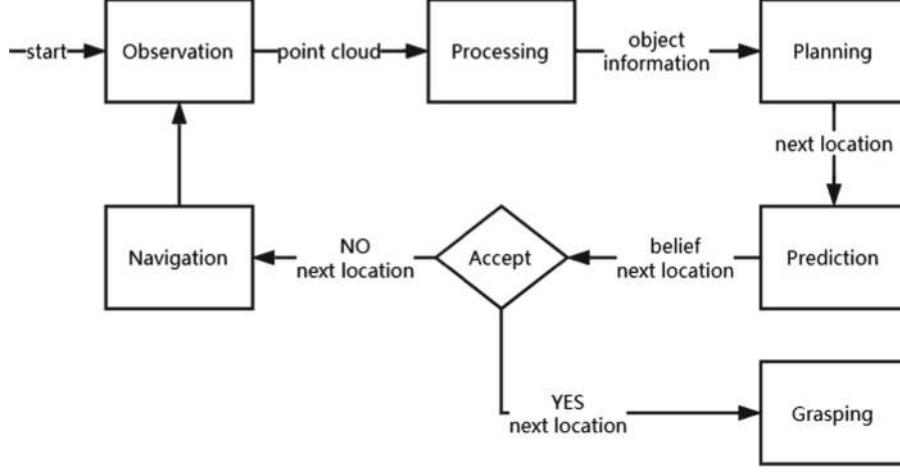 start
Observation
point cloud
Processing
object
information
Planning
next location
Navigation
NO
next location
Accept
belief
next location
Prediction
YES
next location
Grasping